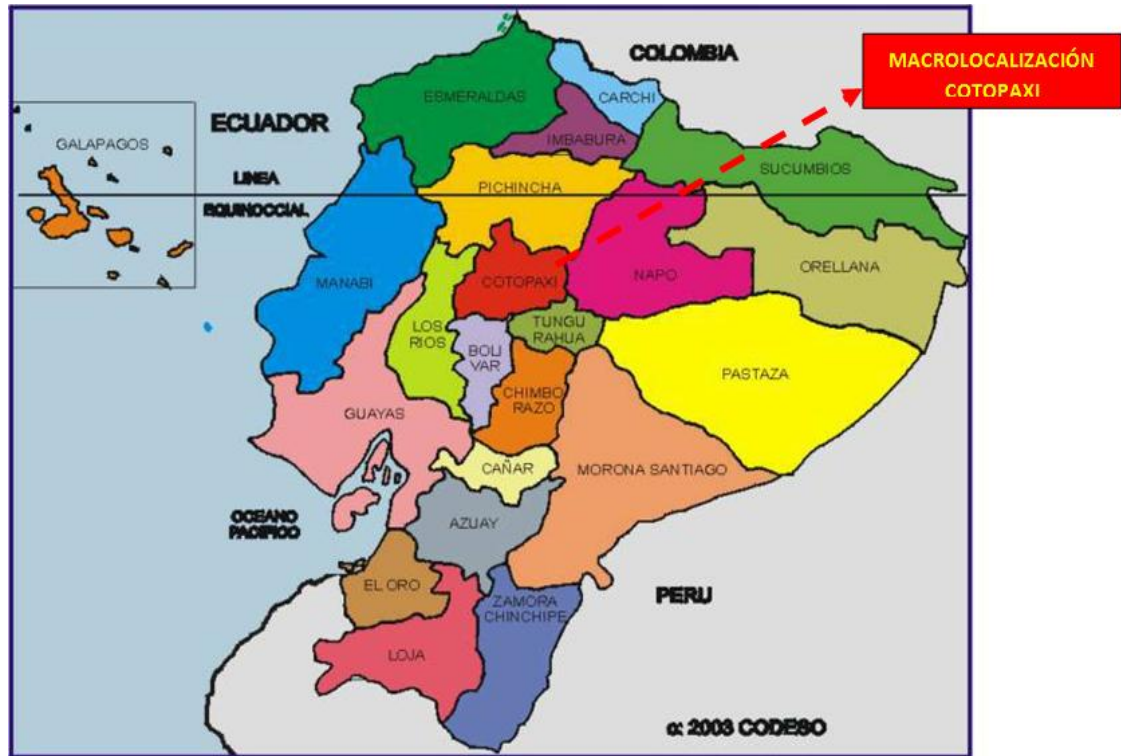 COLOMBIA
MACROLOCALIZACIÓN
COTOPAXI
ESMERALDAS
CARCHI
ECUADOR
IMBABURA
GALAPAGOS
SUCUMBIOS
LINEA
PICHINCHA
EQUINOCCIAL
ORELLANA
MANABI
COTOPAXI
NAPO
LOS
RIOS
TUNGU
RAHUA
BOLI
VAR
PASTAZA
CHIMBO
RAZO
GUAYAS
CAÑAR
MORONA SANTIAGO
OCEANO
PACIFICO
AZUAY
EL ORO
PERU
ZAMORA
CHINCHIPE
LOJA
α: 2003 CODESO